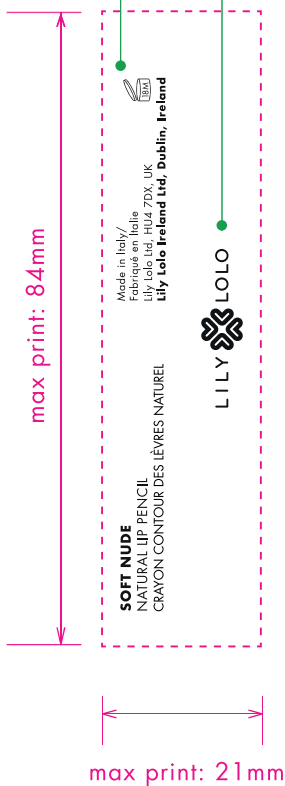 max print: 84mm
SOFT NUDE
NATURAL LIP PENCIL
CRAYON CONTOUR DES LÈVRES NATUREL
Made in Italy/
Fabriqué en Italie
Lily Lolo Ltd, HU4 7DX, UK
Lily Lolo Ireland Ltd, Dublin, Ireland
18M
LILY LOLO
max print: 21mm